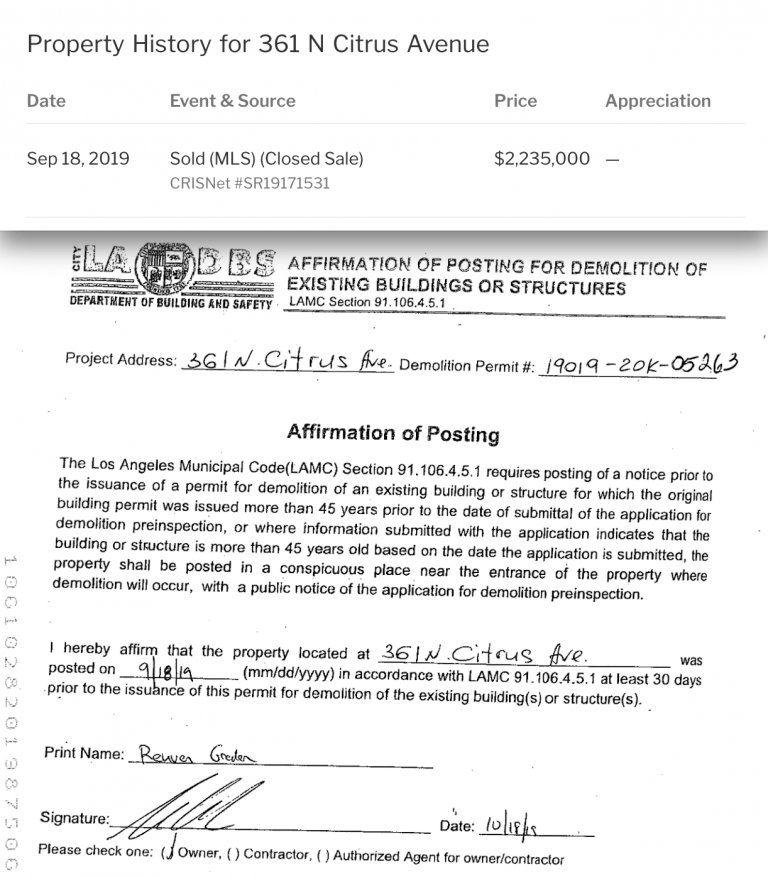 Property History for 361 N Citrus Avenue
Date Event & Source Price Appreciation
Sep 18, 2019 Sold (MLS) (Closed Sale) $2,235,000 —
CRISNet #SR19171531
CITY LA DBS
DEPARTMENT OF BUILDING AND SAFETY
AFFIRMATION OF POSTING FOR DEMOLITION OF
EXISTING BUILDINGS OR STRUCTURES
LAMC Section 91.106.4.5.1
Project Address: 361 N. Citrus Ave. Demolition Permit #: 19019-20K-05263
Affirmation of Posting
The Los Angeles Municipal Code(LAMC) Section 91.106.4.5.1 requires posting of a notice prior to
the issuance of a permit for demolition of an existing building or structure for which the original
building permit was issued more than 45 years prior to the date of submittal of the application for
demolition preinspection, or where information submitted with the application indicates that the
building or structure is more than 45 years old based on the date the application is submitted, the
property shall be posted in a conspicuous place near the entrance of the property where
demolition will occur, with a public notice of the application for demolition preinspection.
I hereby affirm that the property located at 361 N. Citrus Ave. was
posted on 9/18/19 (mm/dd/yyyy) in accordance with LAMC 91.106.4.5.1 at least 30 days
prior to the issuance of this permit for demolition of the existing building(s) or structure(s).
Print Name: Reuven
Signature:
Date: 10/18/19
Please check one: (√) Owner, ( ) Contractor, ( ) Authorized Agent for owner/contractor